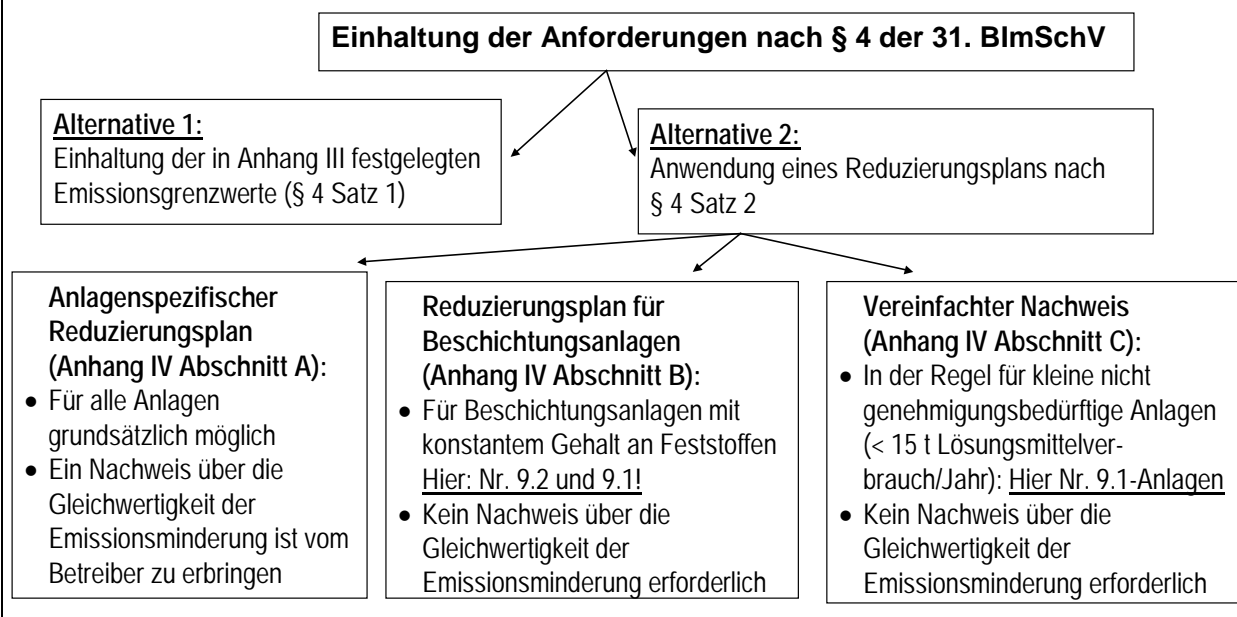 Einhaltung der Anforderungen nach § 4 der 31. BImSchV
Alternative 1:
Einhaltung der in Anhang III festgelegten
Emissionsgrenzwerte (§ 4 Satz 1)
Alternative 2:
Anwendung eines Reduzierungsplans nach
§ 4 Satz 2
Anlagenspezifischer
Reduzierungsplan
(Anhang IV Abschnitt A):
• Für alle Anlagen
grundsätzlich möglich
• Ein Nachweis über die
Gleichwertigkeit der
Emissionsminderung ist vom
Betreiber zu erbringen
Reduzierungsplan für
Beschichtungsanlagen
(Anhang IV Abschnitt B):
• Für Beschichtungsanlagen mit
konstantem Gehalt an Feststoffen
Hier: Nr. 9.2 und 9.1!
• Kein Nachweis über die
Gleichwertigkeit der
Emissionsminderung erforderlich
Vereinfachter Nachweis
(Anhang IV Abschnitt C):
• In der Regel für kleine nicht
genehmigungsbedürftige Anlagen
(< 15 t Lösungsmittelver-
brauch/Jahr): Hier Nr. 9.1-Anlagen
• Kein Nachweis über die
Gleichwertigkeit der
Emissionsminderung erforderlich